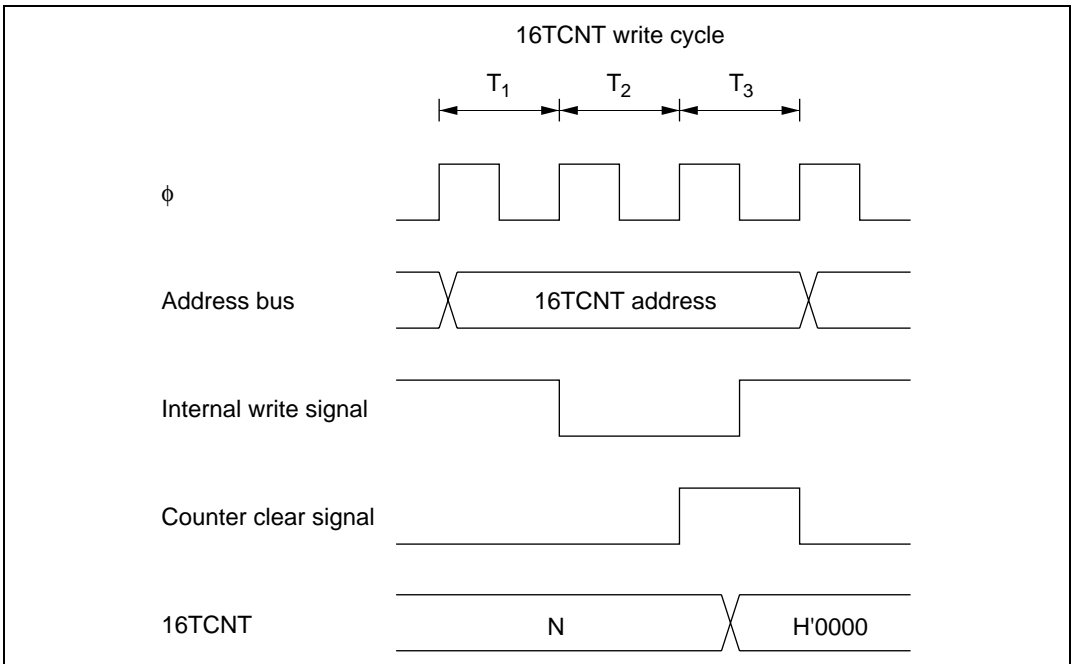 16TCNT write cycle
T1 T2 T3
φ
Address bus 16TCNT address
Internal write signal
Counter clear signal
16TCNT N H'0000